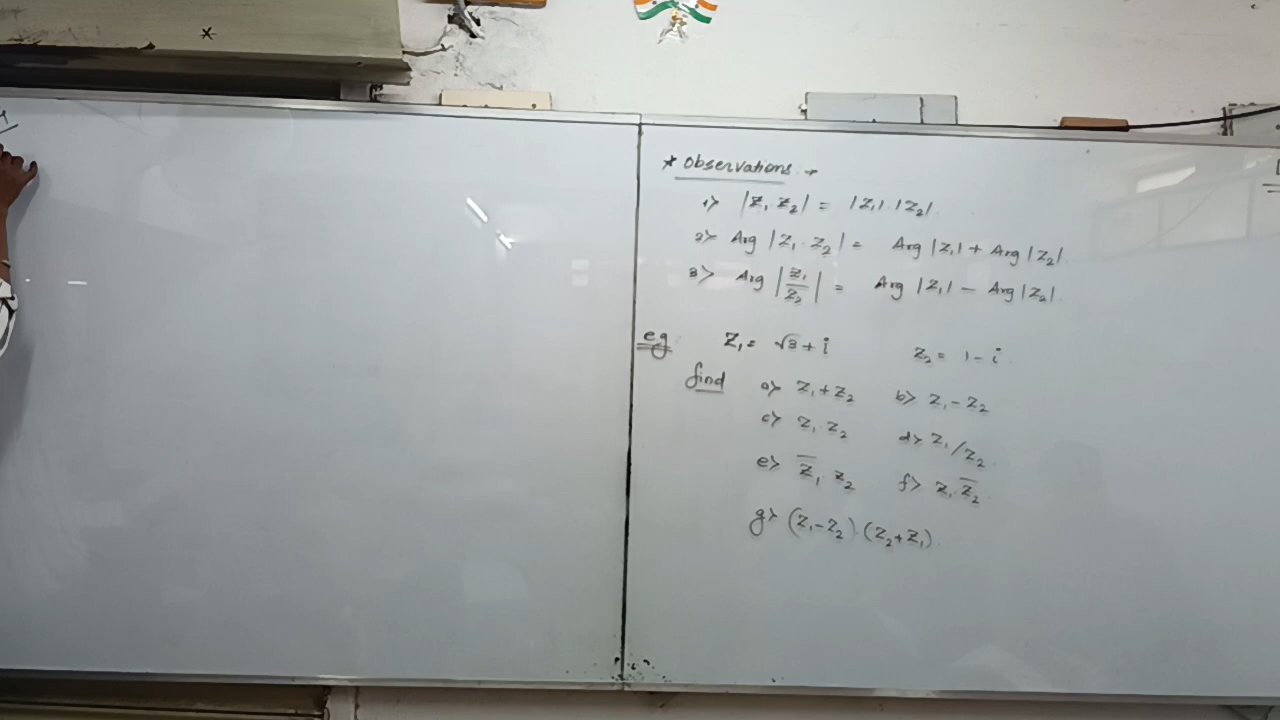 * Observations →
1> |Z₁ . Z₂| = |Z₁| . |Z₂|
2> Arg |Z₁ . Z₂| = Arg |Z₁| + Arg |Z₂|
3> Arg |Z₁/Z₂| = Arg |Z₁| - Arg |Z₂|
eg. Z₁ = √3 + i Z₂ = 1 - i
find a> Z₁ + Z₂ b> Z₁ - Z₂
c> Z₁ . Z₂ d> Z₁/Z₂
e> Z̅₁ . Z₂ f> Z₁ . Z̅₂
g> (Z₁ - Z₂) . (Z₂ + Z₁)